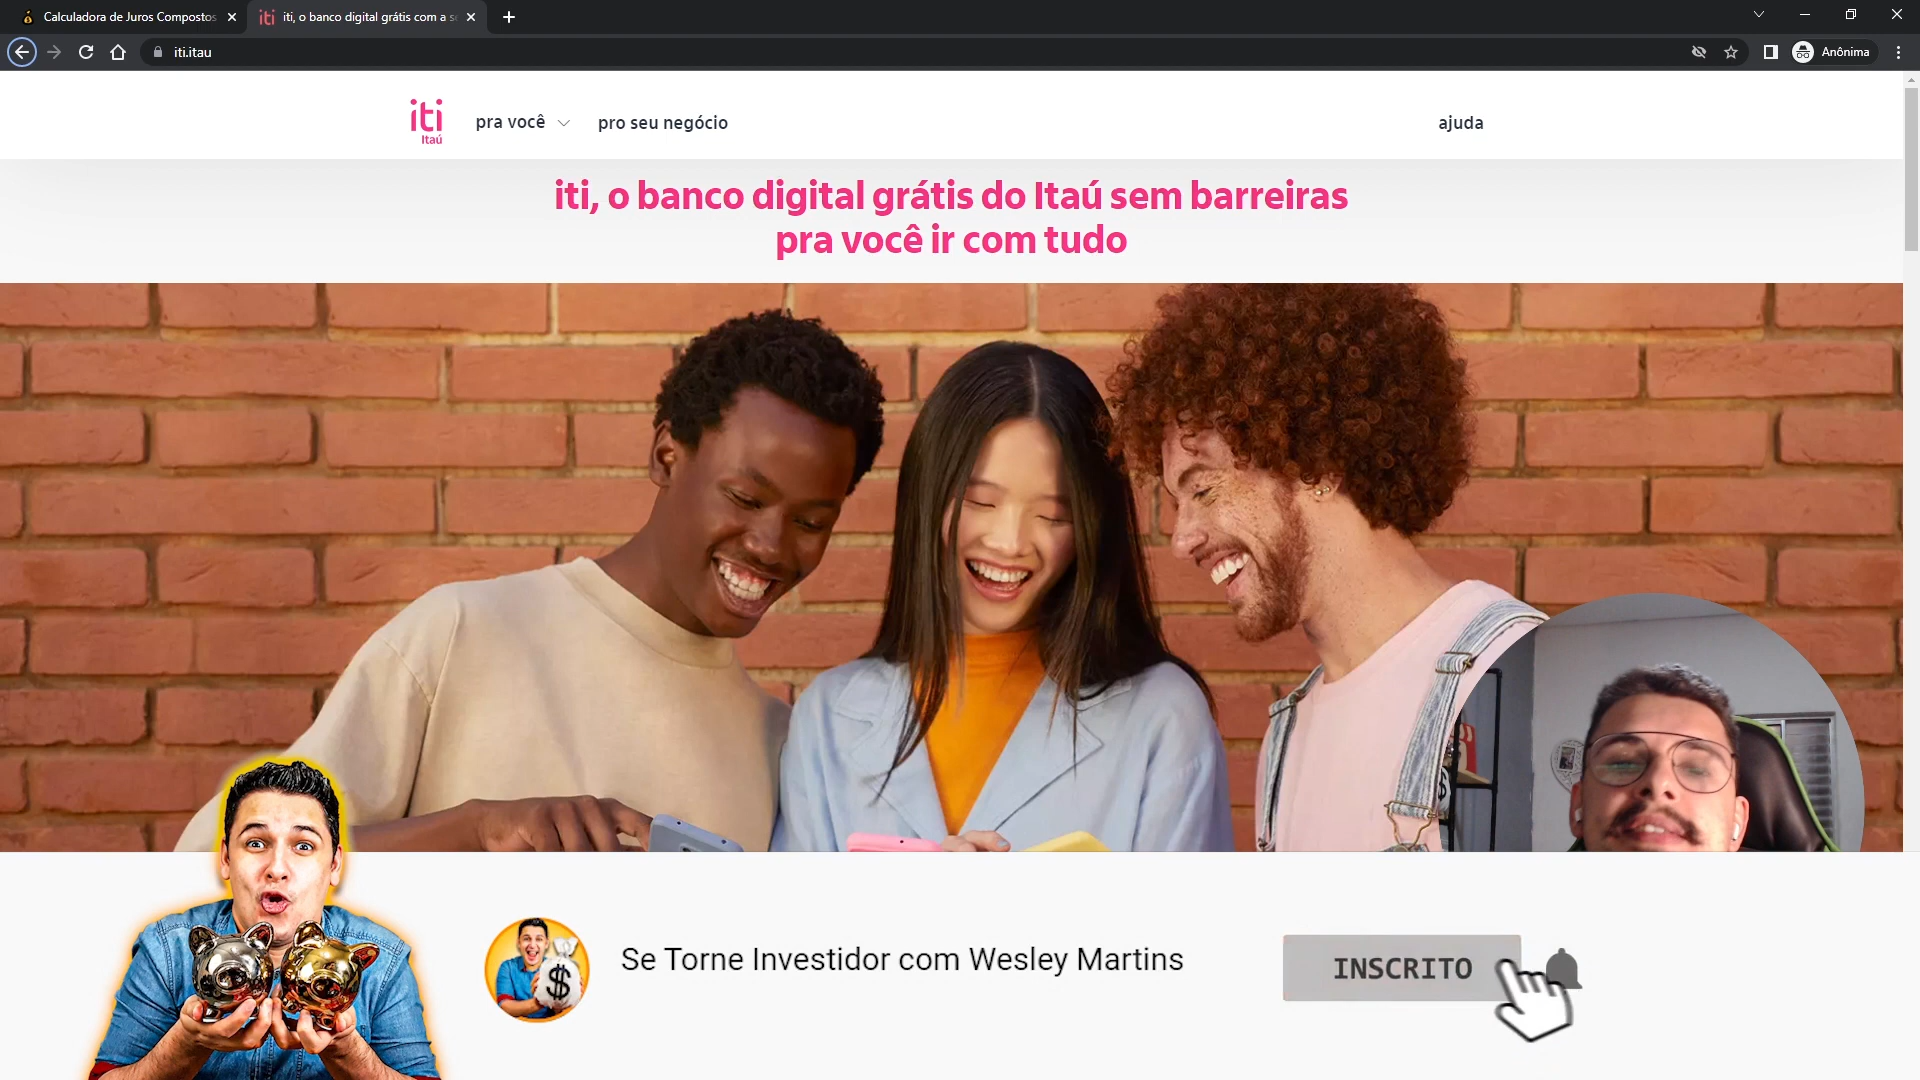 Calculadora de Juros Compostos
iti, o banco digital grátis com a s
iti.itau
Anônima
iti
Itaú
pra você
pro seu negócio
ajuda
iti, o banco digital grátis do Itaú sem barreiras
pra você ir com tudo
$
Se Torne Investidor com Wesley Martins
INSCRITO